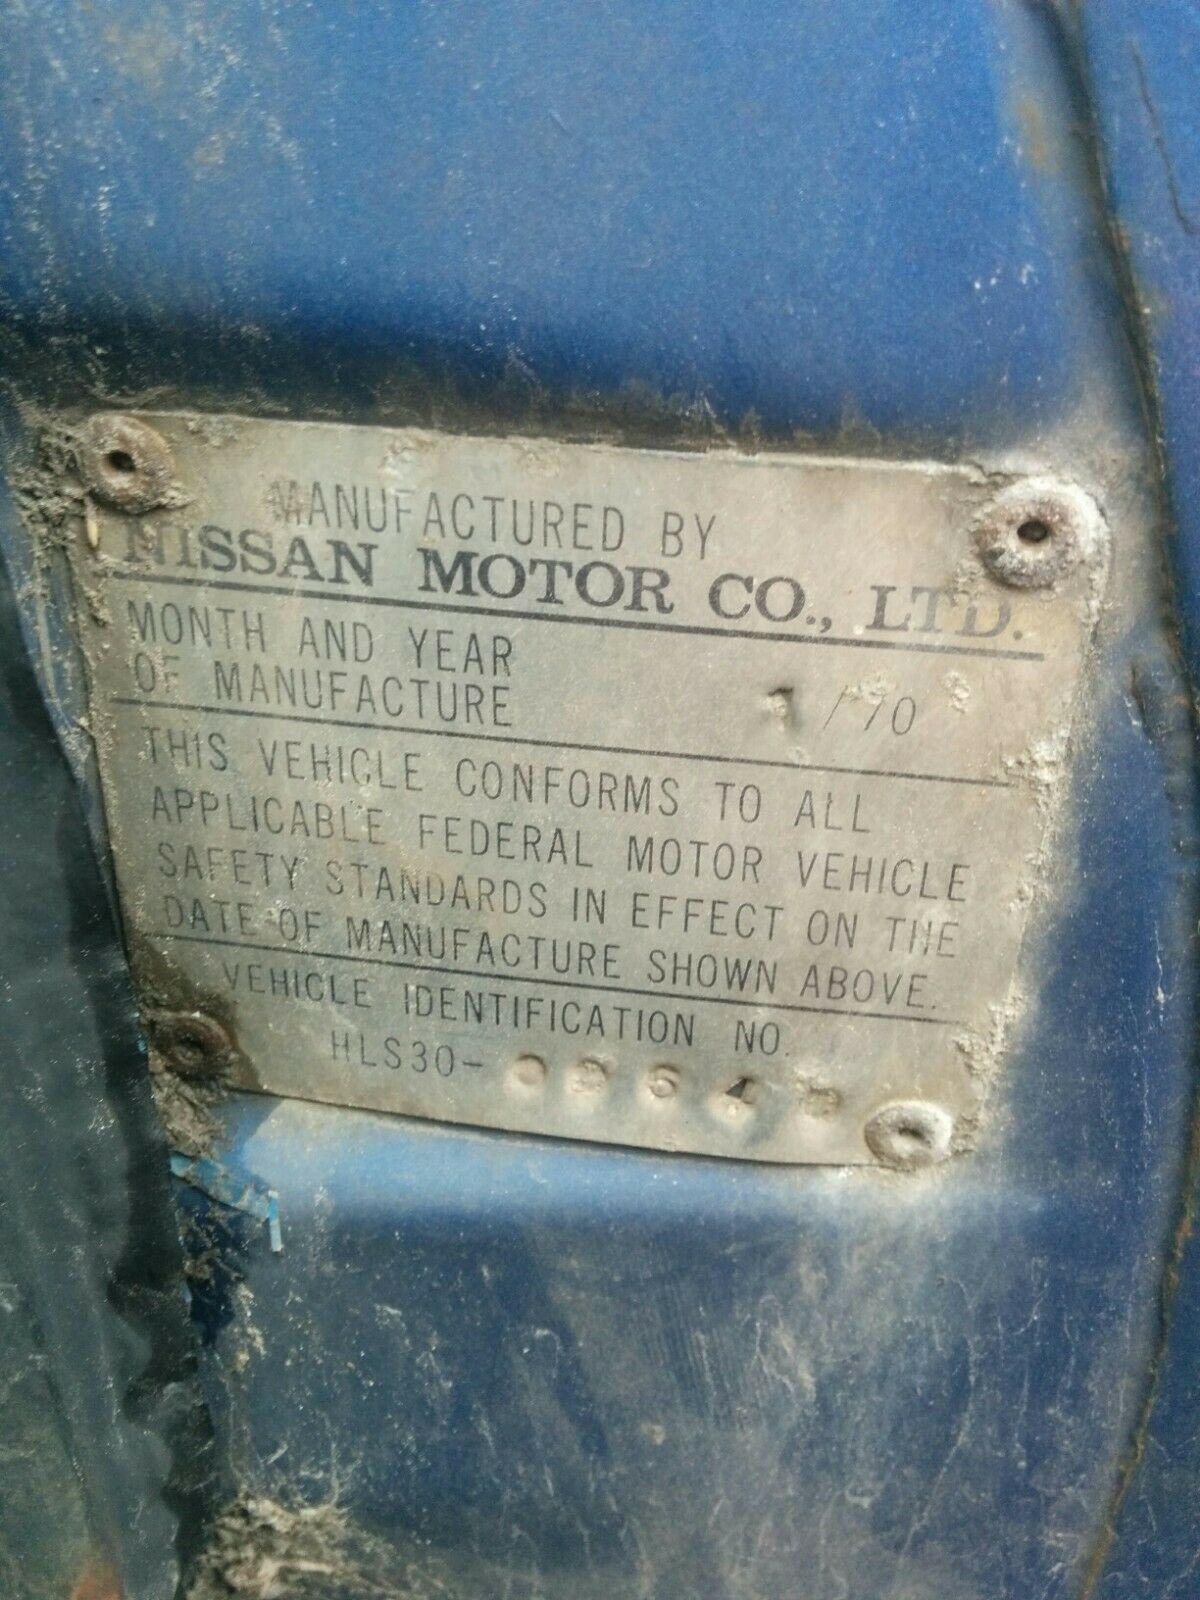 MANUFACTURED BY
NISSAN MOTOR CO., LTD.
MONTH AND YEAR
OF MANUFACTURE 1/70
THIS VEHICLE CONFORMS TO ALL
APPLICABLE FEDERAL MOTOR VEHICLE
SAFETY STANDARDS IN EFFECT ON THE
DATE OF MANUFACTURE SHOWN ABOVE.
VEHICLE IDENTIFICATION NO.
HLS30-